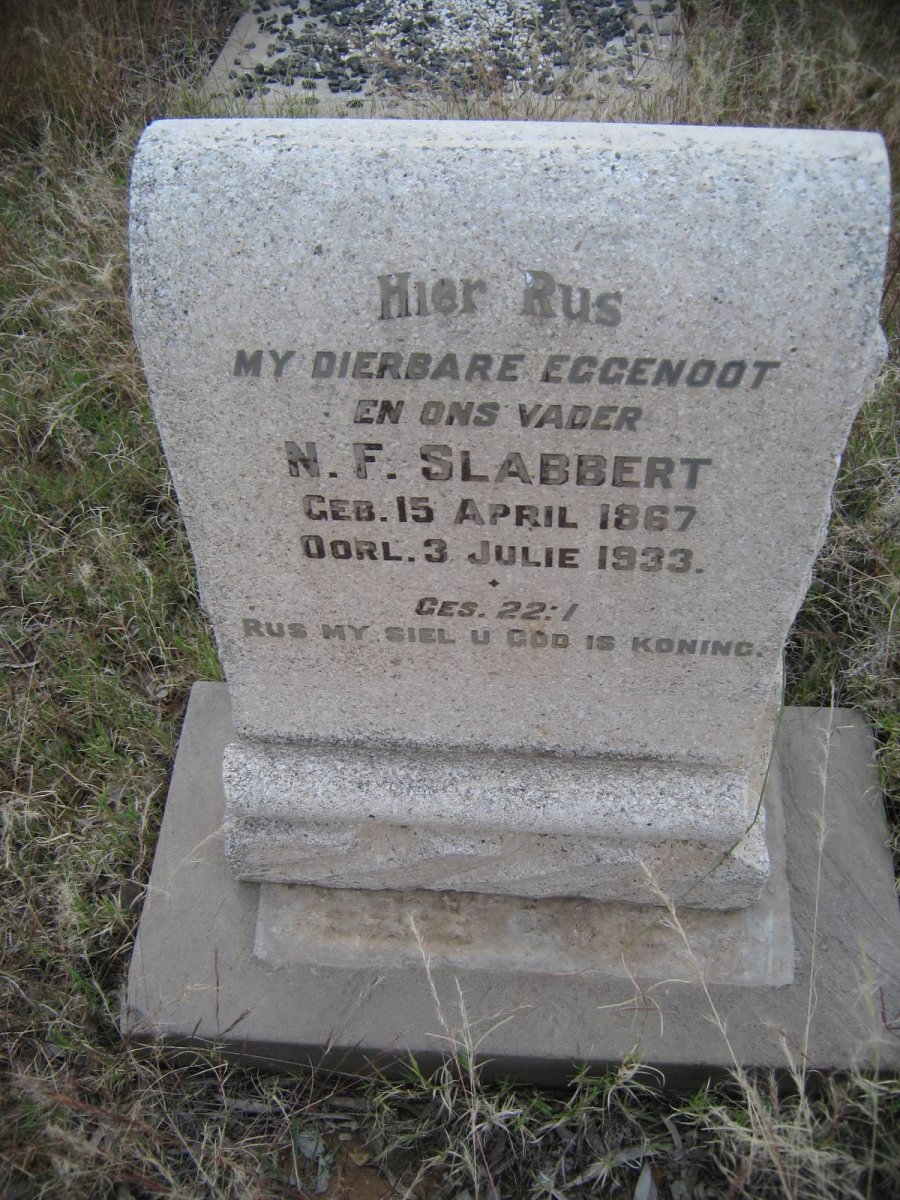 Hier Rus
MY DIERBARE EGGENOOT
EN ONS VADER
N. F. SLABBERT
GEB. 15 APRIL 1867
OORL. 3 JULIE 1933.
GES. 22:1
RUS MY SIEL U GOD IS KONING.